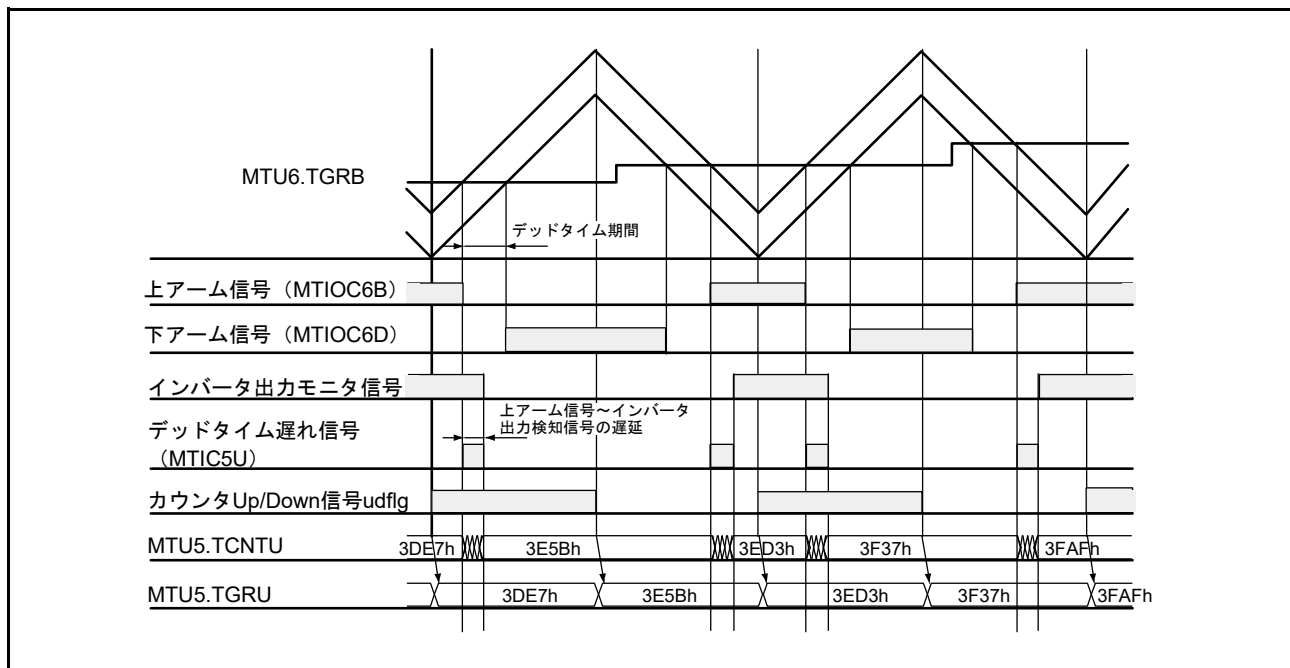 MTU6.TGRB
デッドタイム期間
上アーム信号（MTIOC6B）
下アーム信号（MTIOC6D）
インバータ出力モニタ信号
上アーム信号～インバータ
出力検知信号の遅延
デッドタイム遅れ信号
（MTIC5U）
カウンタUp/Down信号udflg
MTU5.TCNTU 3DE7h 3E5Bh 3ED3h 3F37h 3FAFh
MTU5.TGRU 3DE7h 3E5Bh 3ED3h 3F37h 3FAFh